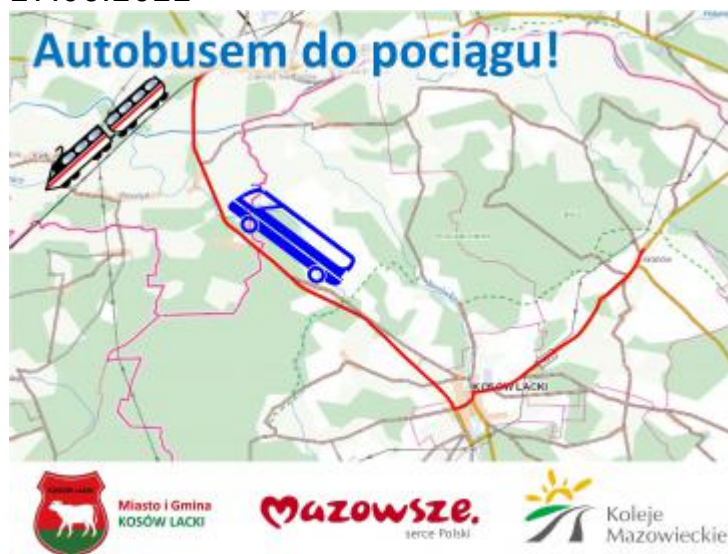 Autobusem do pociągu!
KOSÓW LACKI
KOSÓW LACKI
Miasto i Gmina
KOSÓW LACKI
Mazowsze.
serce Polski
Koleje
Mazowieckie